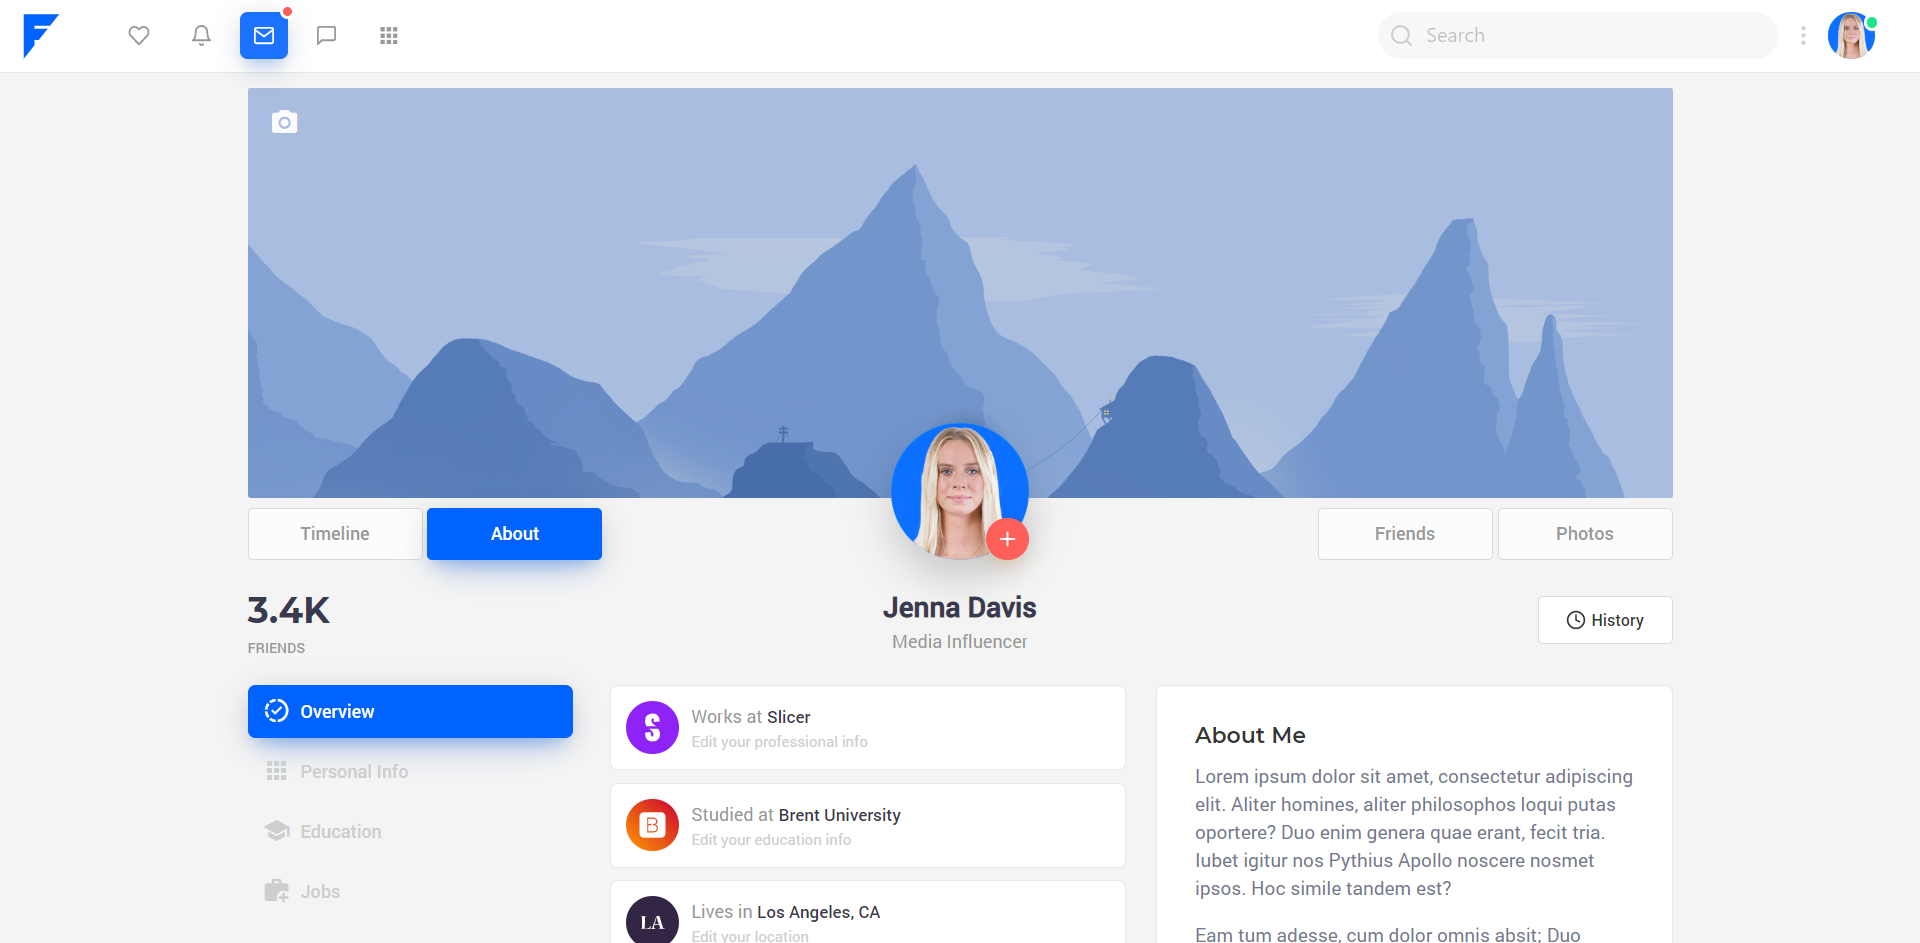 Search
Timeline
About
Friends
Photos
3.4K
FRIENDS
Jenna Davis
Media Influencer
History
Overview
Personal Info
Education
Jobs
Works at Slicer
Edit your professional info
Studied at Brent University
Edit your education info
LA
Lives in Los Angeles, CA
Edit your location
About Me
Lorem ipsum dolor sit amet, consectetur adipiscing
elit. Aliter homines, aliter philosophos loqui putas
oportere? Duo enim genera quae erant, fecit tria.
Iubet igitur nos Pythius Apollo noscere nosmet
ipsos. Hoc simile tandem est?
Eam tum adesse, cum dolor omnis absit; Duo